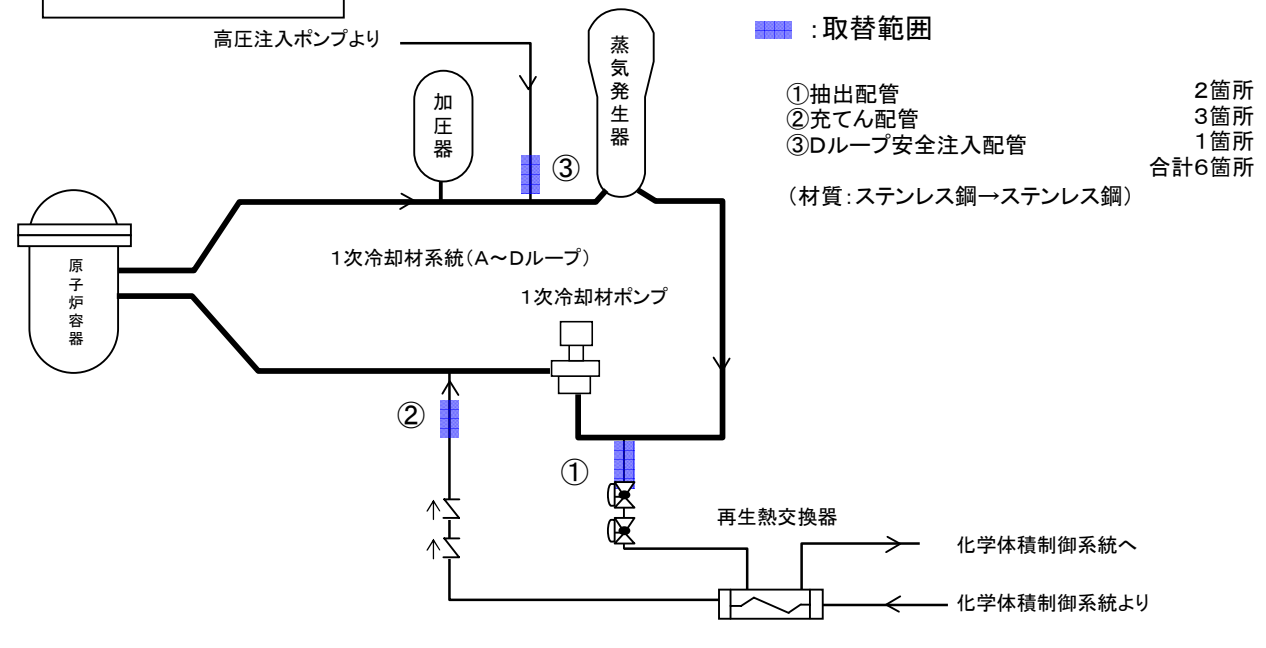 高圧注入ポンプより
:取替範囲
蒸気発生器
加圧器
①抽出配管 2箇所
②充てん配管 3箇所
③Dループ安全注入配管 1箇所
合計6箇所
(材質:ステンレス鋼→ステンレス鋼)
③
原子炉容器
1次冷却材系統(A~Dループ)
1次冷却材ポンプ
②
①
再生熱交換器
化学体積制御系統へ
化学体積制御系統より